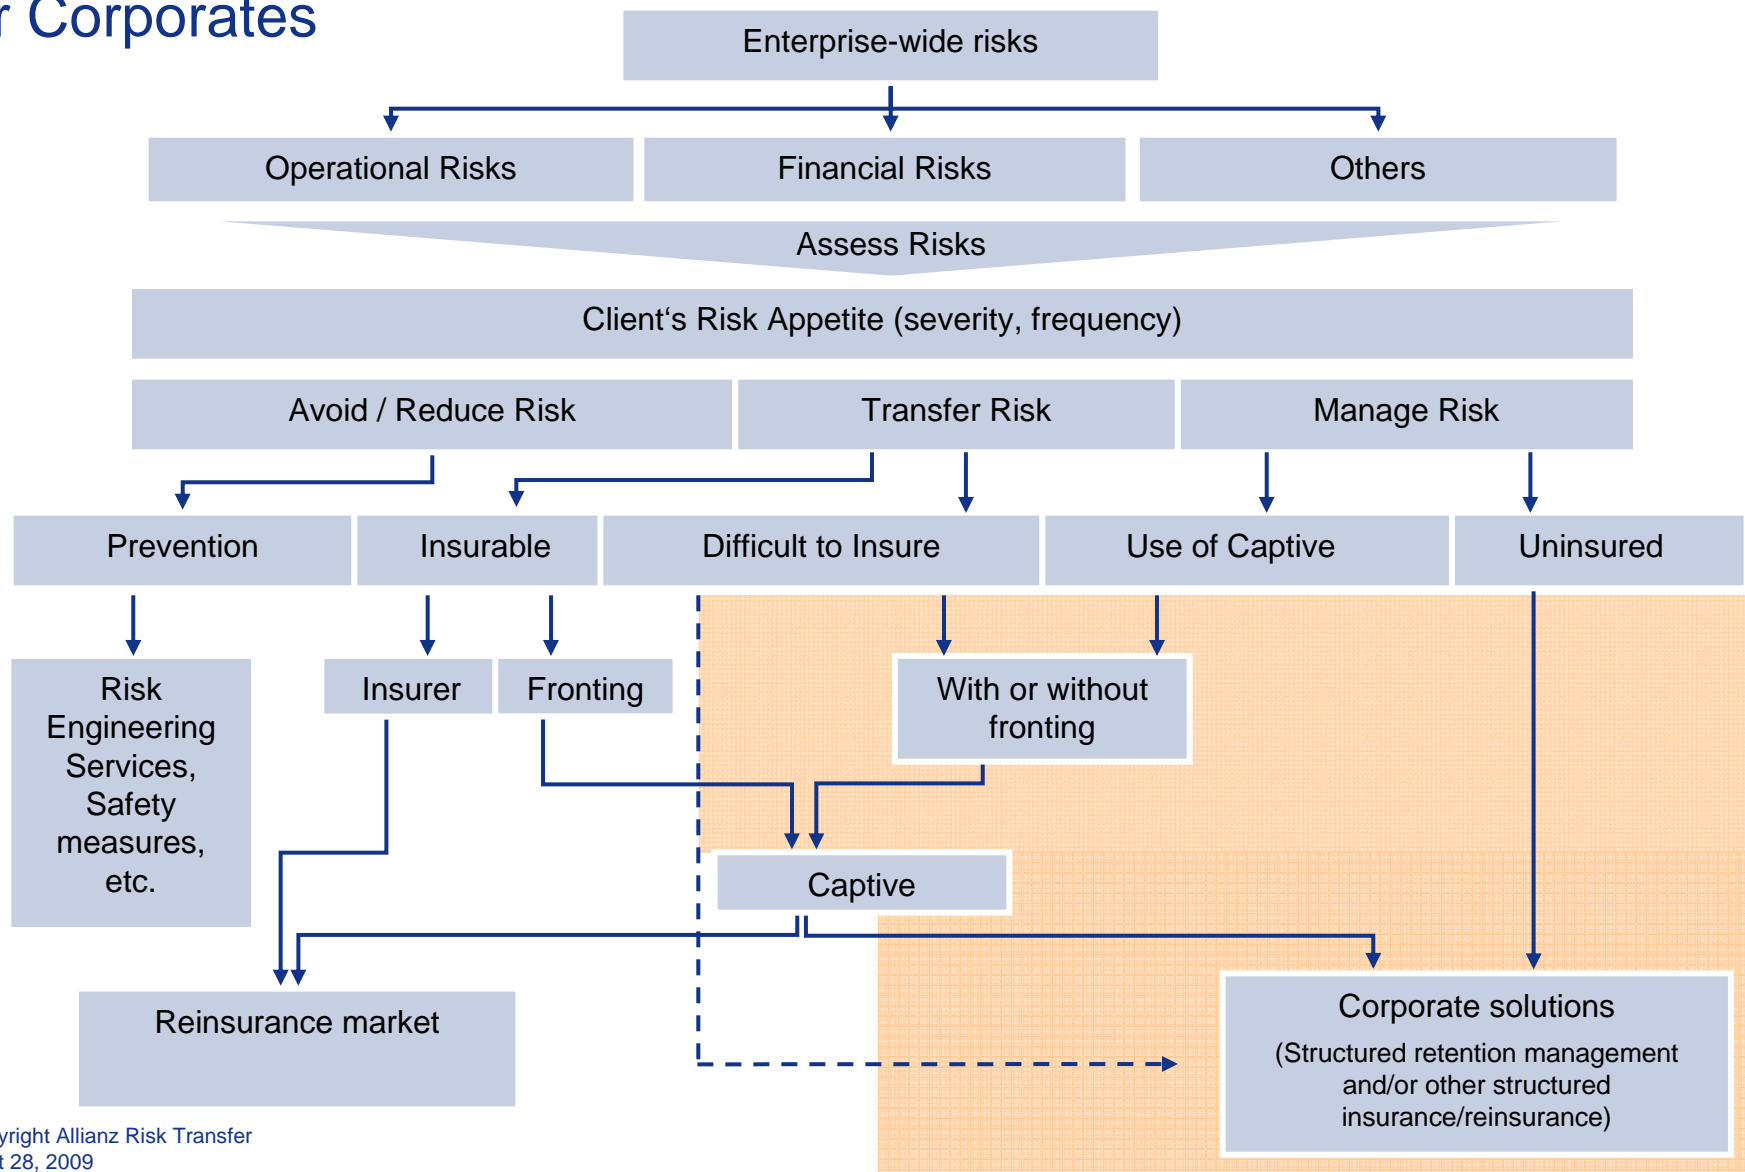 Corporates
Enterprise-wide risks
Operational Risks
Financial Risks
Others
Assess Risks
Client‘s Risk Appetite (severity, frequency)
Avoid / Reduce Risk
Transfer Risk
Manage Risk
Prevention
Insurable
Difficult to Insure
Use of Captive
Uninsured
Risk
Engineering
Services,
Safety
measures,
etc.
Insurer
Fronting
With or without
fronting
Captive
Reinsurance market
Corporate solutions
(Structured retention management
and/or other structured
insurance/reinsurance)
Allianz Risk Transfer
28, 2009